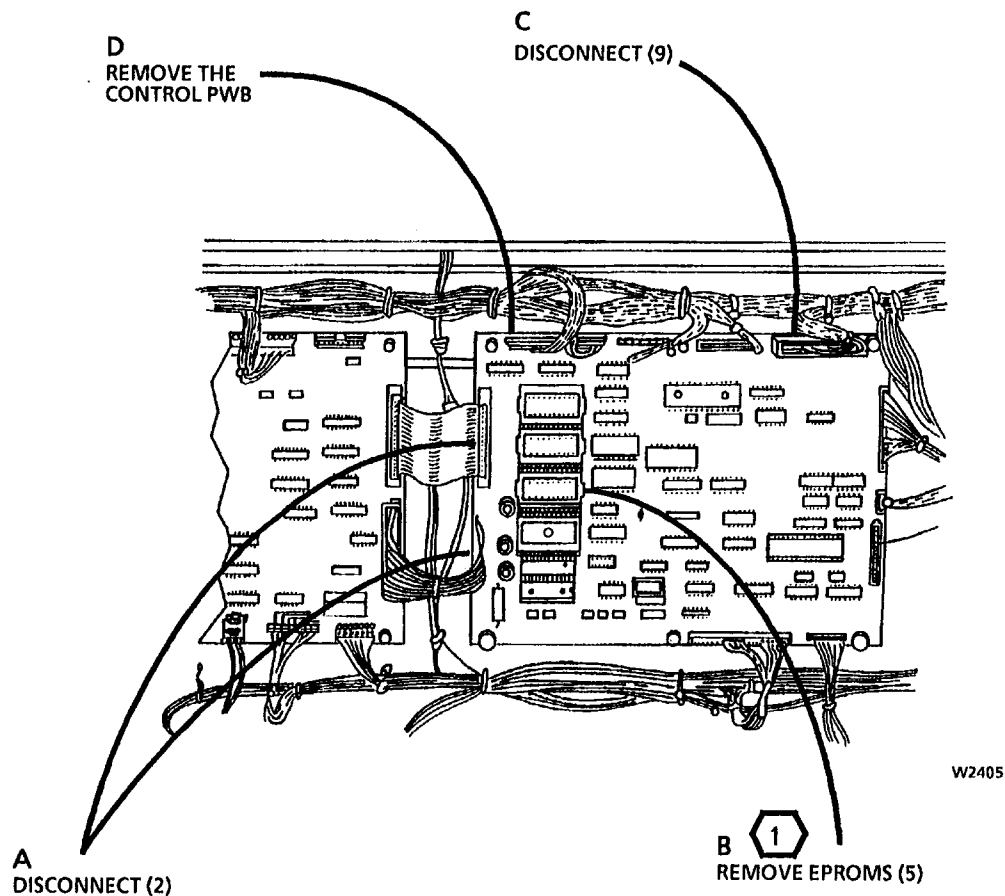 C
DISCONNECT (9)
D
REMOVE THE
CONTROL PWB
W2405
1
B
REMOVE EPROMS (5)
A
DISCONNECT (2)